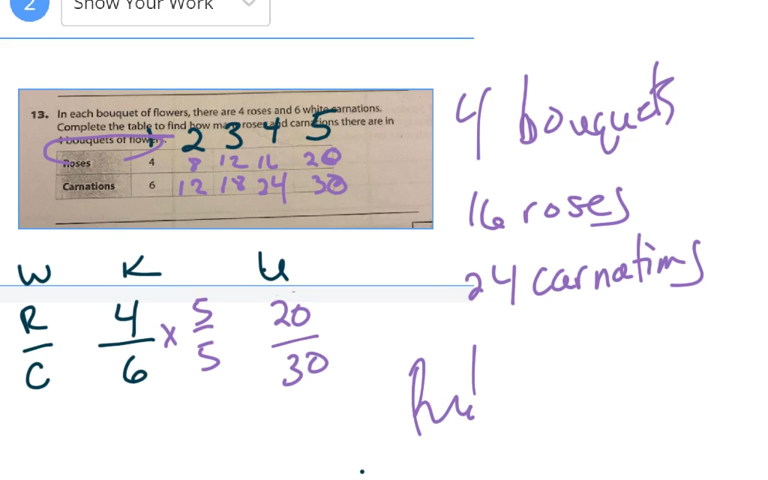 2 Show Your Work
13. In each bouquet of flowers, there are 4 roses and 6 white carnations.
Complete the table to find how many roses and carnations there are in
4 bouquets of flowers.
1 2 3 4 5
Roses 4 8 12 16 20
Carnations 6 12 18 24 30
4 bouquets
16 roses
24 carnations
W K U
R 4 x 5 20
C 6 5 30